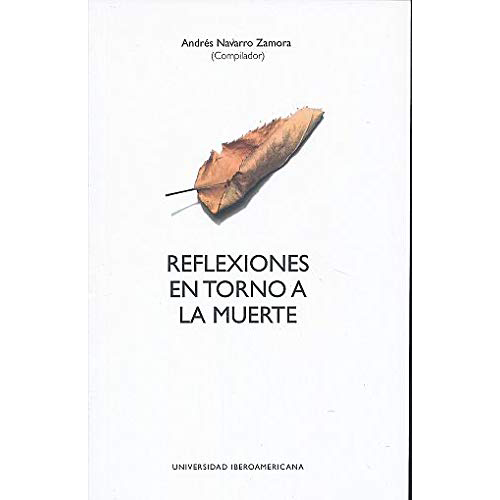 Andrés Navarro Zamora
(Compilador)
REFLEXIONES
EN TORNO A
LA MUERTE
UNIVERSIDAD IBEROAMERICANA